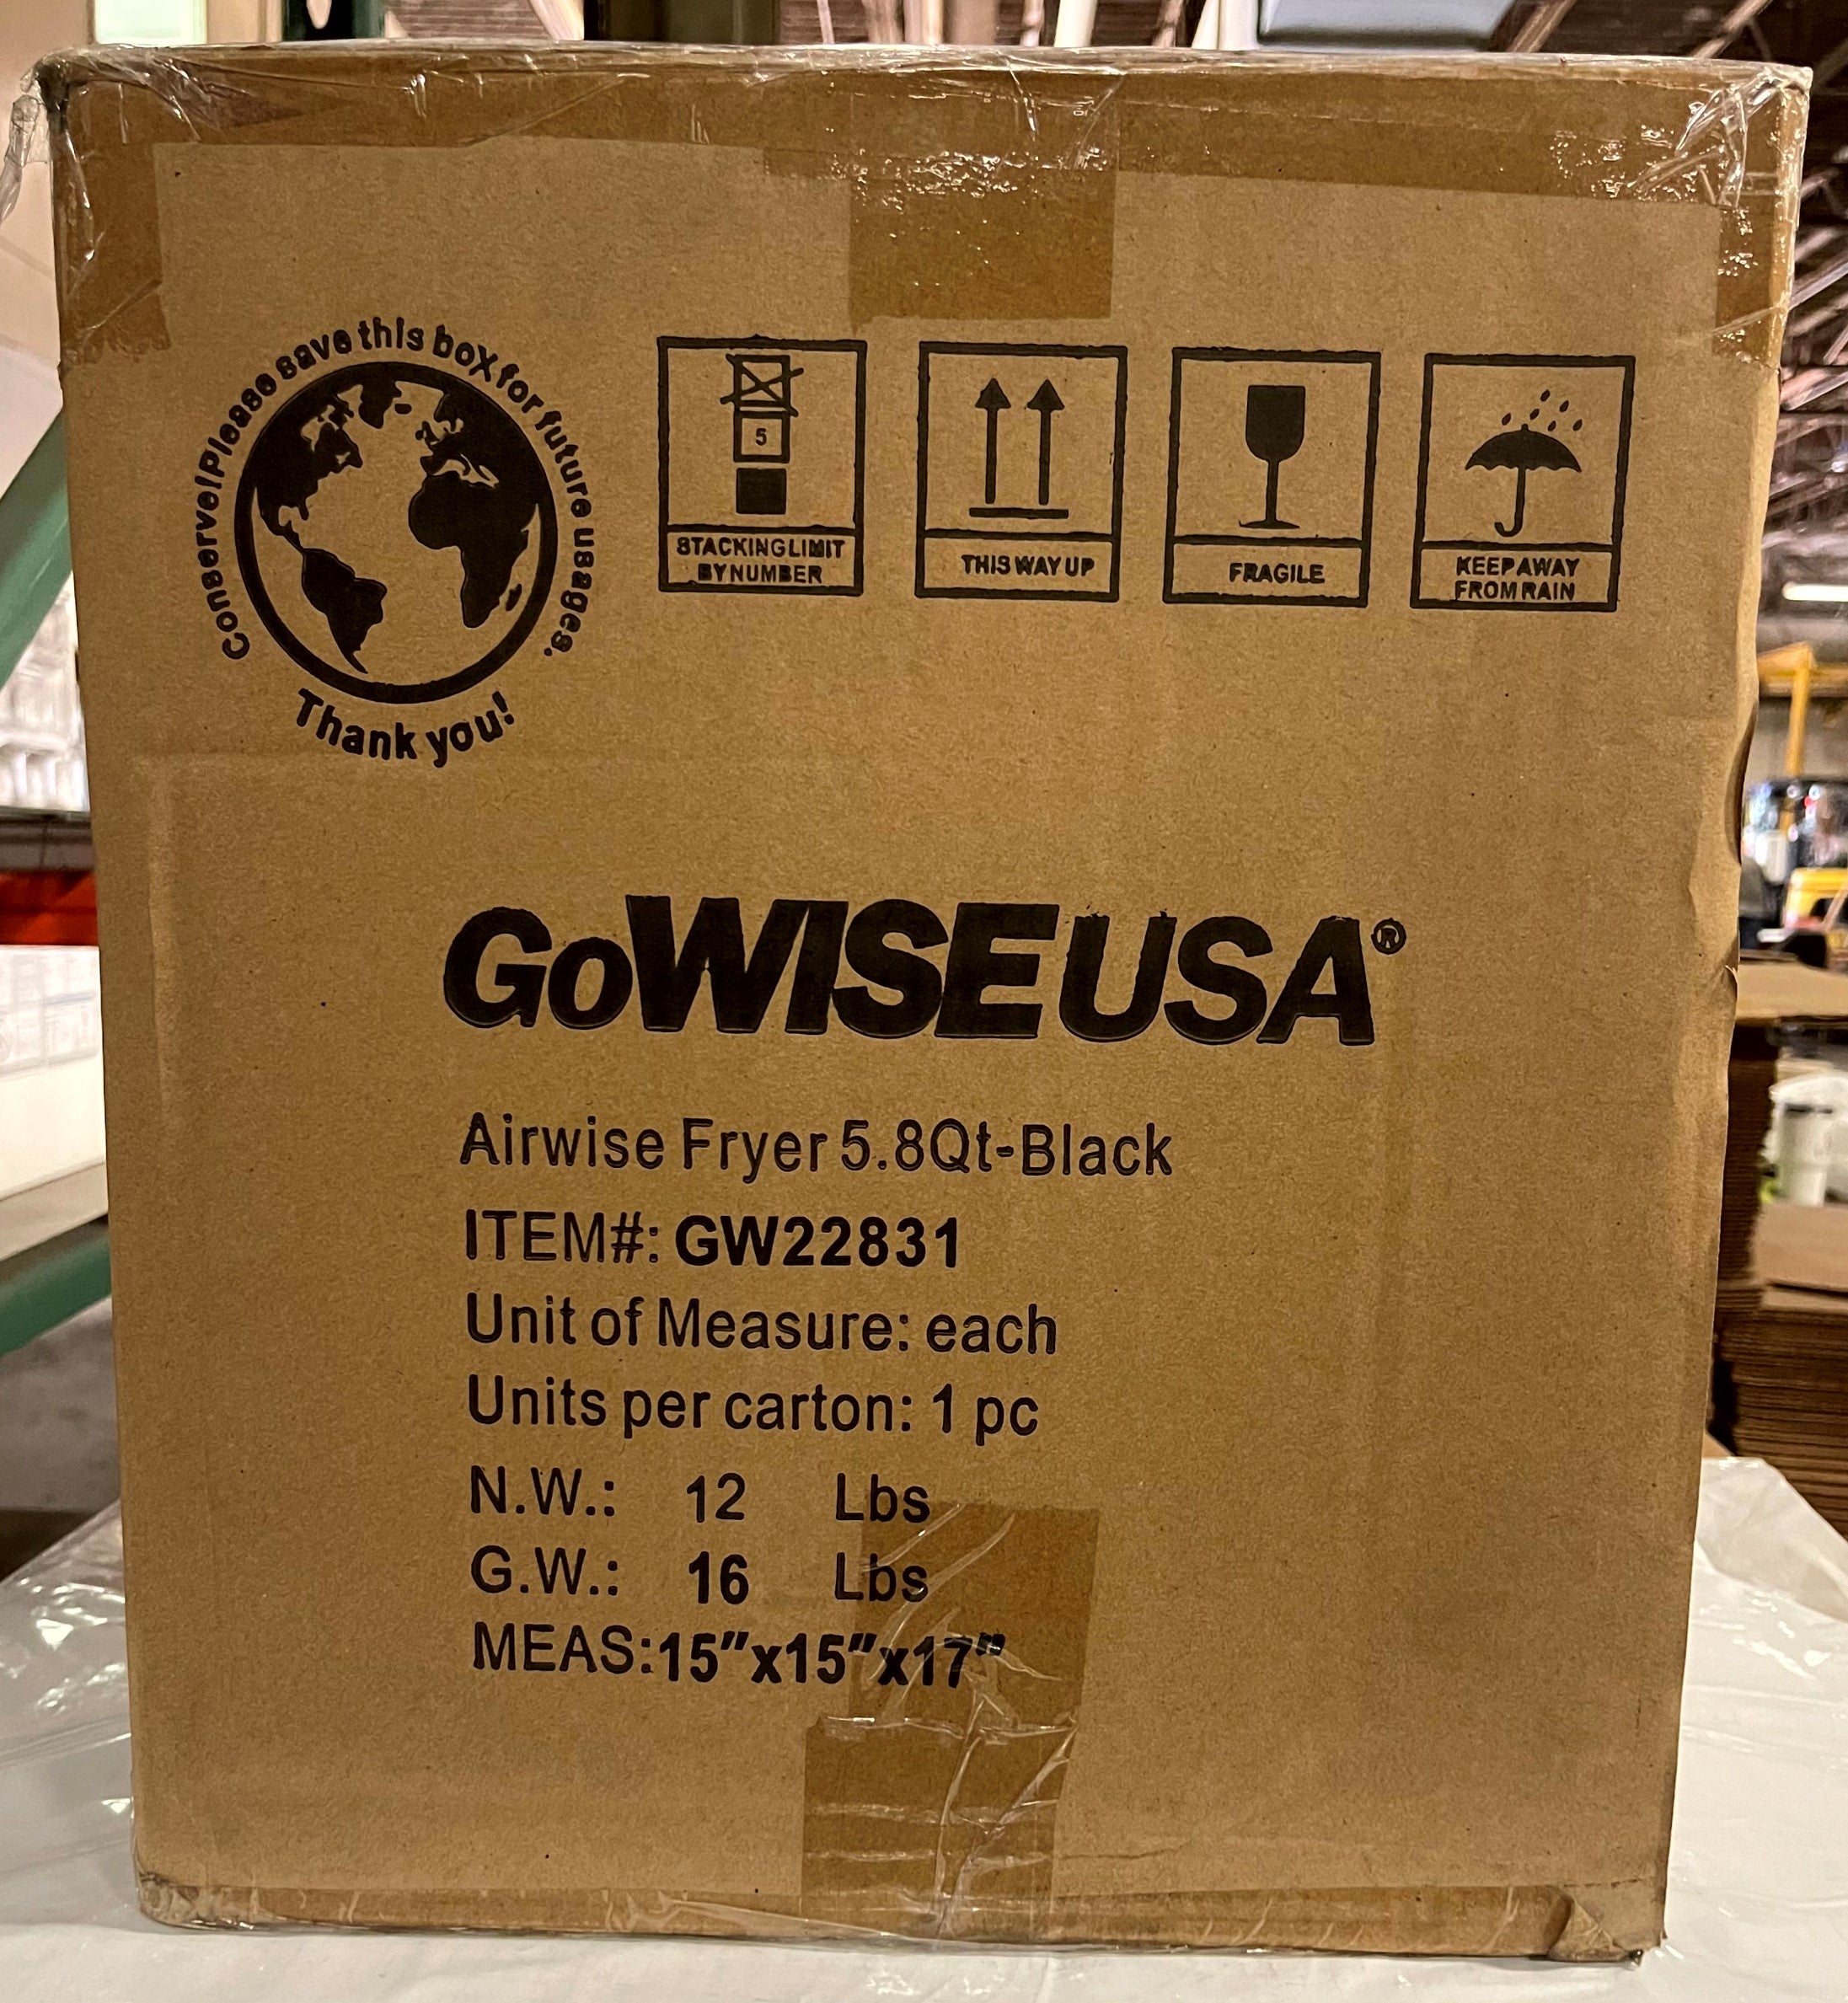 Conserve/Please save this box for future usages.
Thank you!
5
STACKING LIMIT
BY NUMBER
THIS WAY UP
FRAGILE
KEEP AWAY
FROM RAIN
GoWISE USA®
Airwise Fryer 5.8Qt-Black
ITEM#: GW22831
Unit of Measure: each
Units per carton: 1 pc
N.W.: 12 Lbs
G.W.: 16 Lbs
MEAS:15"x15"x17"